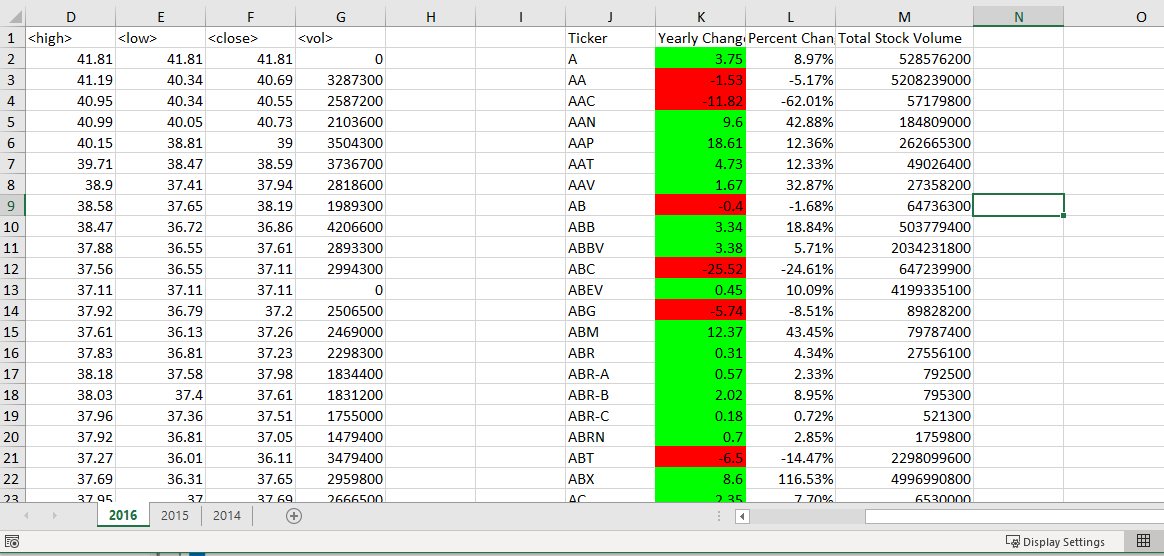 D E F G H I J K L M N O
1 <high> <low> <close> <vol> Ticker Yearly Chang Percent Chan Total Stock Volume
2 41.81 41.81 41.81 0 A 3.75 8.97% 528576200
3 41.19 40.34 40.69 3287300 AA -1.53 -5.17% 5208239000
4 40.95 40.34 40.55 2587200 AAC -11.82 -62.01% 57179800
5 40.99 40.05 40.73 2103600 AAN 9.6 42.88% 184809000
6 40.15 38.81 39 3504300 AAP 18.61 12.36% 262665300
7 39.71 38.47 38.59 3736700 AAT 4.73 12.33% 49026400
8 38.9 37.41 37.94 2818600 AAV 1.67 32.87% 27358200
9 38.58 37.65 38.19 1989300 AB -0.4 -1.68% 64736300
10 38.47 36.72 36.86 4206600 ABB 3.34 18.84% 503779400
11 37.88 36.55 37.61 2893300 ABBV 3.38 5.71% 2034231800
12 37.56 36.55 37.11 2994300 ABC -25.52 -24.61% 647239900
13 37.11 37.11 37.11 0 ABEV 0.45 10.09% 4199335100
14 37.92 36.79 37.2 2506500 ABG -5.74 -8.51% 89828200
15 37.61 36.13 37.26 2469000 ABM 12.37 43.45% 79787400
16 37.83 36.81 37.23 2298300 ABR 0.31 4.34% 27556100
17 38.18 37.58 37.98 1834400 ABR-A 0.57 2.33% 792500
18 38.03 37.4 37.61 1831200 ABR-B 2.02 8.95% 795300
19 37.96 37.36 37.51 1755000 ABR-C 0.18 0.72% 521300
20 37.92 36.81 37.05 1479400 ABRN 0.7 2.85% 1759800
21 37.27 36.01 36.11 3479400 ABT -6.5 -14.47% 2298099600
22 37.69 36.31 37.65 2959800 ABX 8.6 116.53% 4996990800
23 37.95 37 37.69 2666500 AC 2.35 7.70% 6530000
2016 2015 2014
Display Settings